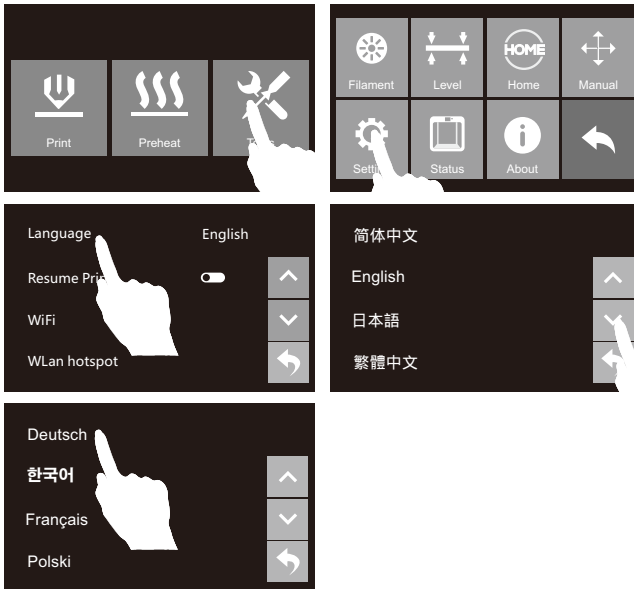 Print
Preheat
Filament
Level
HOME
Home
Manual
Status
About
Language
English
Resume
WiFi
WLan hotspot
简体中文
English
日本語
繁體中文
Deutsch
한국어
Français
Polski